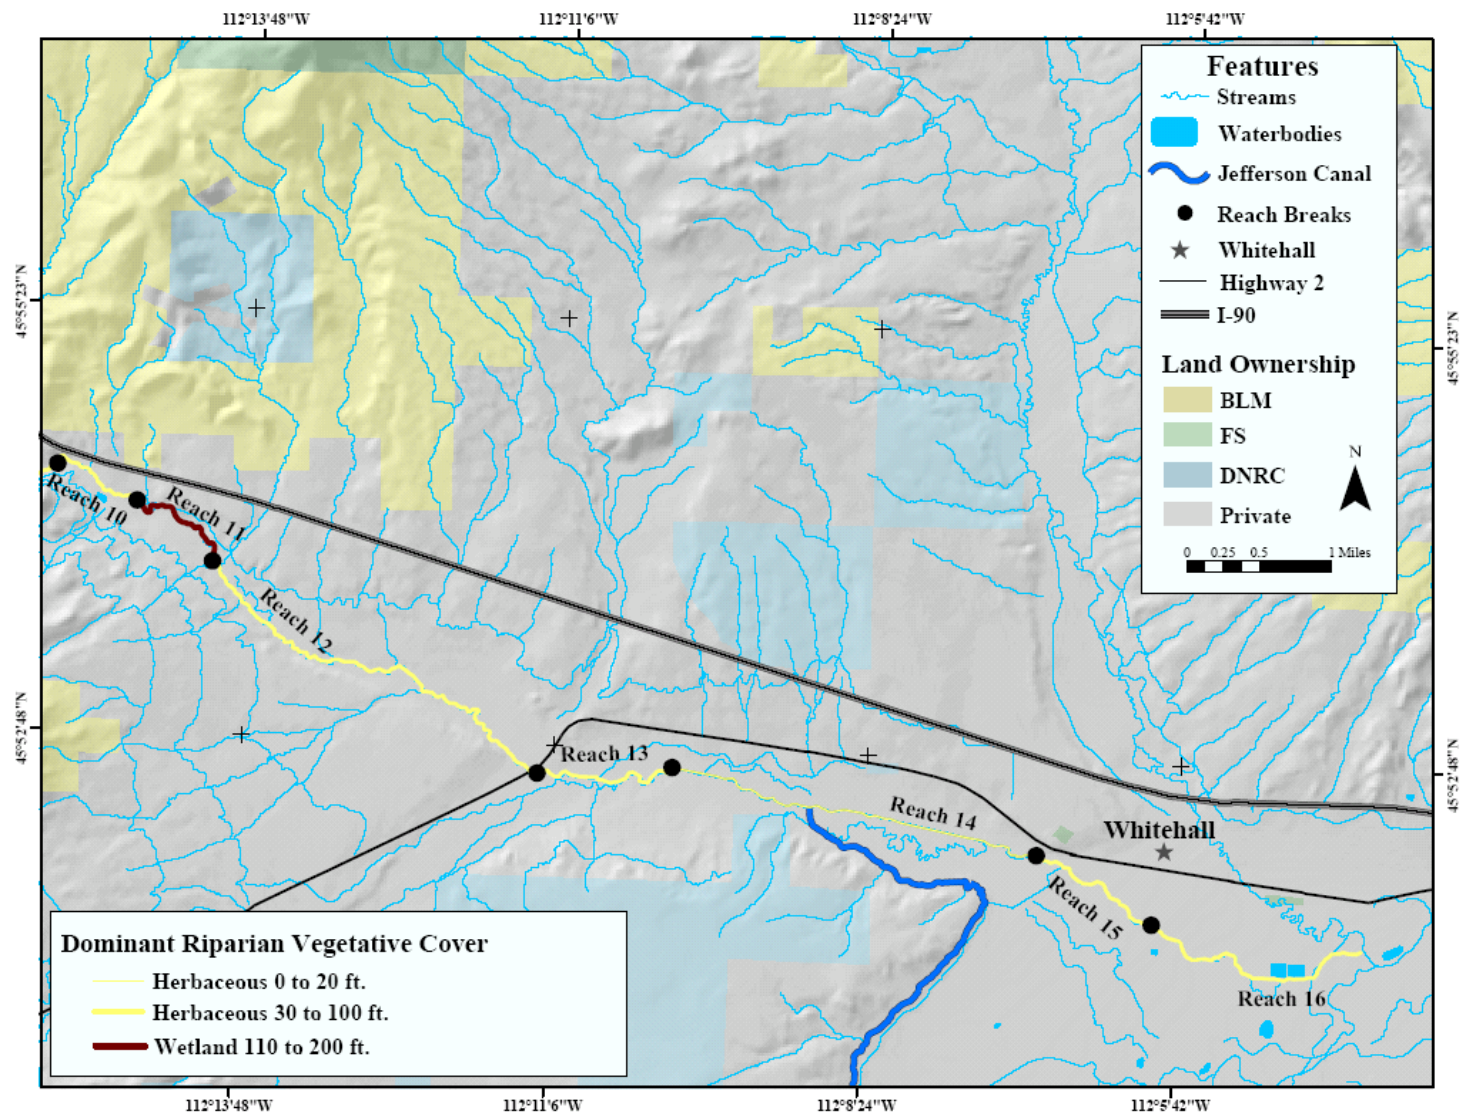 112°13'48"W
112°11'6"W
112°8'24"W
112°5'42"W
Features
Streams
Waterbodies
Jefferson Canal
Reach Breaks
Whitehall
Highway 2
I-90
Land Ownership
BLM
FS
DNRC
Private
N
0 0.25 0.5 1 Miles
45°55'23"N
45°55'23"N
Reach 10
Reach 11
Reach 12
45°52'48"N
45°52'48"N
Reach 13
Reach 14
Whitehall
Reach 15
Reach 16
Dominant Riparian Vegetative Cover
Herbaceous 0 to 20 ft.
Herbaceous 30 to 100 ft.
Wetland 110 to 200 ft.
112°13'48"W
112°11'6"W
112°8'24"W
112°5'42"W